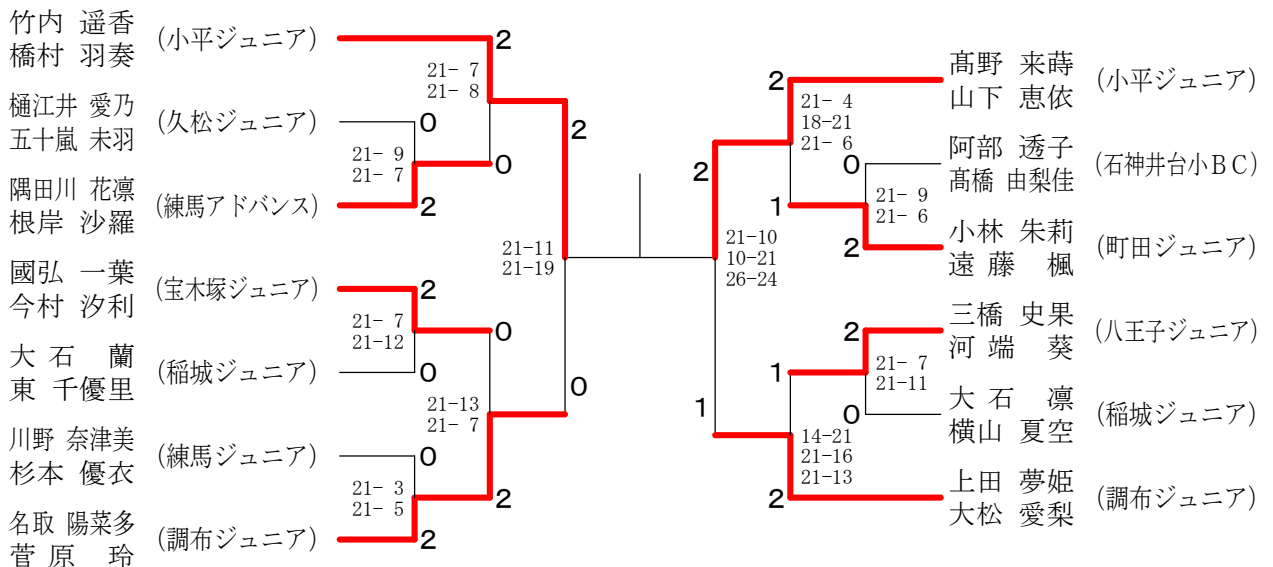 竹内 遥香
橋村 羽奏
(小平ジュニア)
2
21- 7
21- 8
樋江井 愛乃
五十嵐 未羽
(久松ジュニア)
0
21- 9
21- 7
0
隅田川 花凛
根岸 沙羅
(練馬アドバンス)
2
2
21-11
21-19
國弘 一葉
今村 汐利
(宝木塚ジュニア)
2
21- 7
21-12
0
大石 蘭
東 千優里
(稲城ジュニア)
0
0
21-13
21- 7
川野 奈津美
杉本 優衣
(練馬ジュニア)
0
21- 3
21- 5
2
名取 陽菜多
菅原 玲
(調布ジュニア)
2
2
髙野 来蒔
山下 恵依
(小平ジュニア)
21- 4
18-21
21- 6
2
0
阿部 透子
髙橋 由梨佳
(石神井台小ＢＣ)
1
21- 9
21- 6
2
小林 朱莉
遠藤 楓
(町田ジュニア)
21-10
10-21
26-24
2
三橋 史果
河端 葵
(八王子ジュニア)
1
21- 7
21-11
0
大石 凛
横山 夏空
(稲城ジュニア)
1
14-21
21-16
21-13
2
上田 夢姫
大松 愛梨
(調布ジュニア)